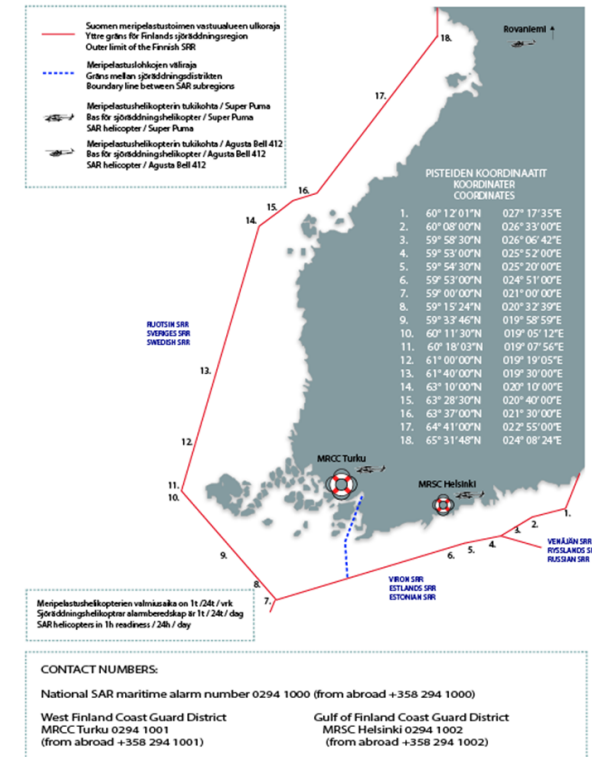 Suomen meripelastustoimen vastuualueen ulkoraja
Yttre gräns för Finlands sjöräddningsregion
Outer limit of the Finnish SRR
Meripelastuslohkojen väliraja
Gräns mellan sjöräddningsdistrikten
Boundary line between SAR subregions
Meripelastushelikopterin tukikohta / Super Puma
Bas för sjöräddningshelikopter / Super Puma
SAR helicopter / Super Puma
Meripelastushelikopterin tukikohta / Agusta Bell 412
Bas för sjöräddningshelikopter / Agusta Bell 412
SAR helicopter / Agusta Bell 412
Rovaniemi
18.
17.
16.
15.
14.
PISTEIDEN KOORDINAATIT
KOORDINATER
COORDINATES
1. 60° 12' 01"N 027° 17' 35"E
2. 60° 08' 00"N 026° 33' 00"E
3. 59° 58' 30"N 026° 06' 42"E
4. 59° 53' 00"N 025° 52' 00"E
5. 59° 54' 30"N 025° 20' 00"E
6. 59° 53' 00"N 024° 51' 00"E
7. 59° 00' 00"N 021° 00' 00"E
8. 59° 15' 24"N 020° 32' 39"E
9. 59° 33' 46"N 019° 58' 59"E
10. 60° 11' 30"N 019° 05' 12"E
11. 60° 18' 03"N 019° 07' 56"E
12. 61° 00' 00"N 019° 19' 05"E
13. 61° 40' 00"N 019° 30' 00"E
14. 63° 10' 00"N 020° 10' 00"E
15. 63° 28' 30"N 020° 40' 00"E
16. 63° 37' 00"N 021° 30' 00"E
17. 64° 41' 00"N 022° 55' 00"E
18. 65° 31' 48"N 024° 08' 24"E
RUOTSIN SRR
SVERIGES SRR
SWEDISH SRR
13.
12.
11.
10.
MRCC Turku
MRSC Helsinki
1.
2.
3.
4.
5.
6.
9.
8.
7.
VENÄJÄN SRR
RYSSLANDS S
RUSSIAN SRR
VIRON SRR
ESTLANDS SRR
ESTONIAN SRR
Meripelastushelikopterien valmiusaika on 1t /24t / vrk
Sjöräddningshelikoptrar alarmberedskap är 1t / 24t / dag
SAR helicopters in 1h readiness / 24h / day
CONTACT NUMBERS:
National SAR maritime alarm number 0294 1000 (from abroad +358 294 1000)
West Finland Coast Guard District
MRCC Turku 0294 1001
(from abroad +358 294 1001)
Gulf of Finland Coast Guard District
MRSC Helsinki 0294 1002
(from abroad +358 294 1002)